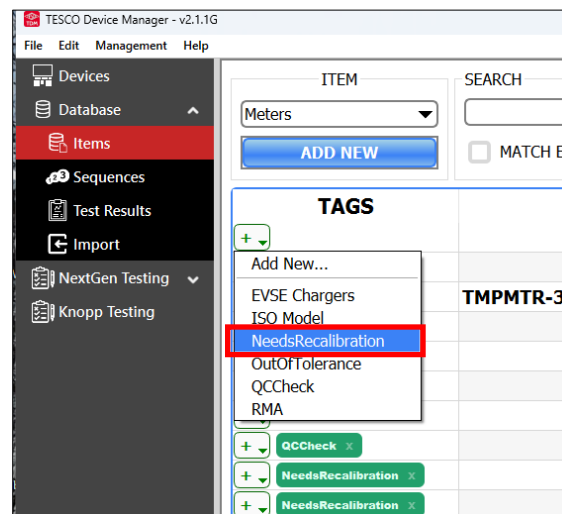 TESCO Device Manager - v2.1.1G
File Edit Management Help
Devices
Database
Items
Sequences
Test Results
Import
NextGen Testing
Knopp Testing
ITEM
Meters
ADD NEW
SEARCH
MATCH E
TAGS
+
Add New...
EVSE Chargers
ISO Model
NeedsRecalibration
OutOfTolerance
QCCheck
RMA
TMPMTR-3
+ QCCheck x
+ NeedsRecalibration x
+ NeedsRecalibration x